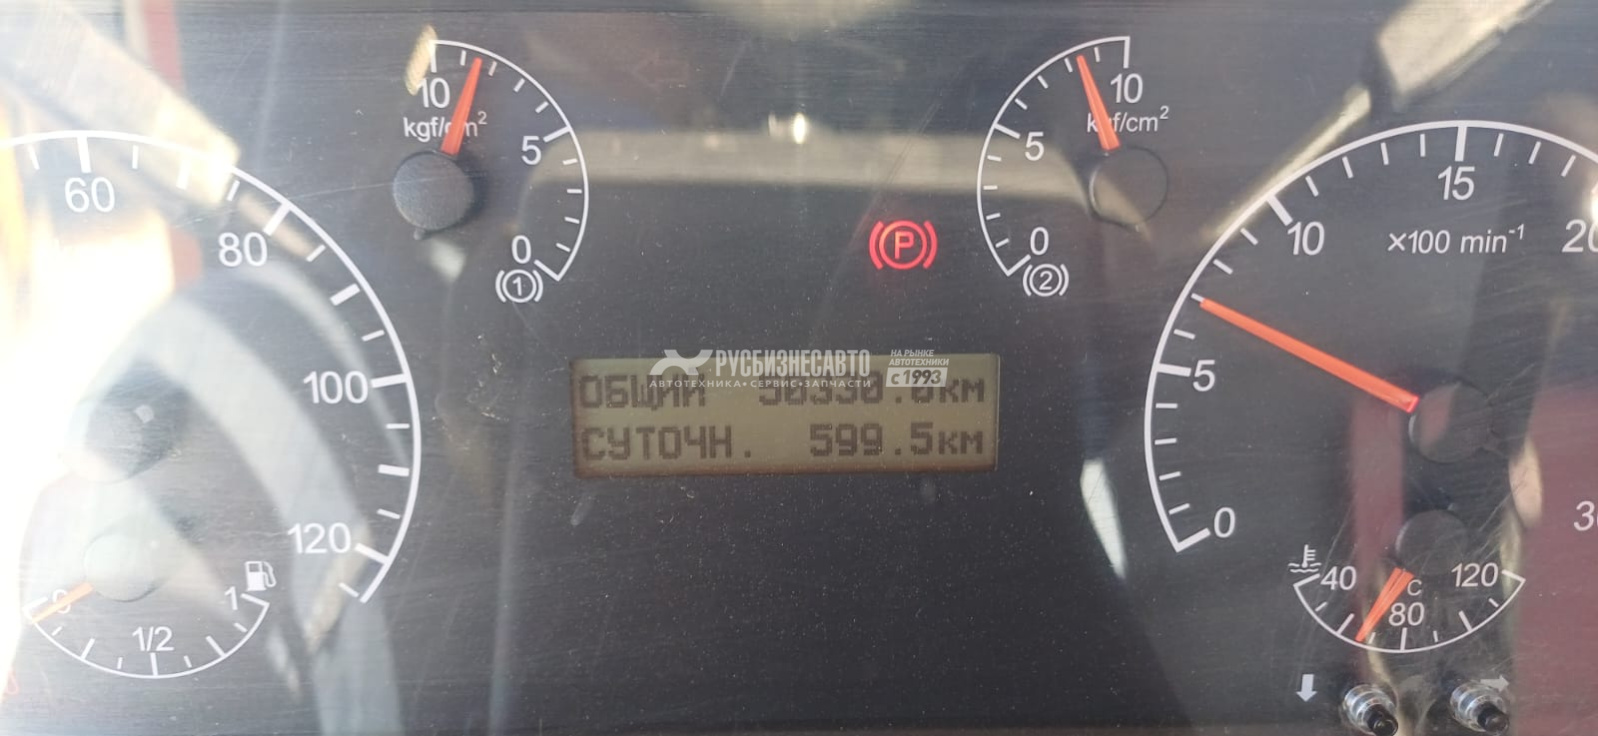 10
kgf/cm²
5
0
(1)
10
kgf/cm²
5
0
(2)
60
80
100
120
P
РУСБИЗНЕСАВТО
АВТОТЕХНИКА•СЕРВИС•ЗАПЧАСТИ
НА РЫНКЕ
АВТОТЕХНИКИ
с 1993
ОБЩИЙ км
СУТОЧН. 599.5км
0
5
10
15
20
×100 min⁻¹
0
1/2
1
40
80
120
°C